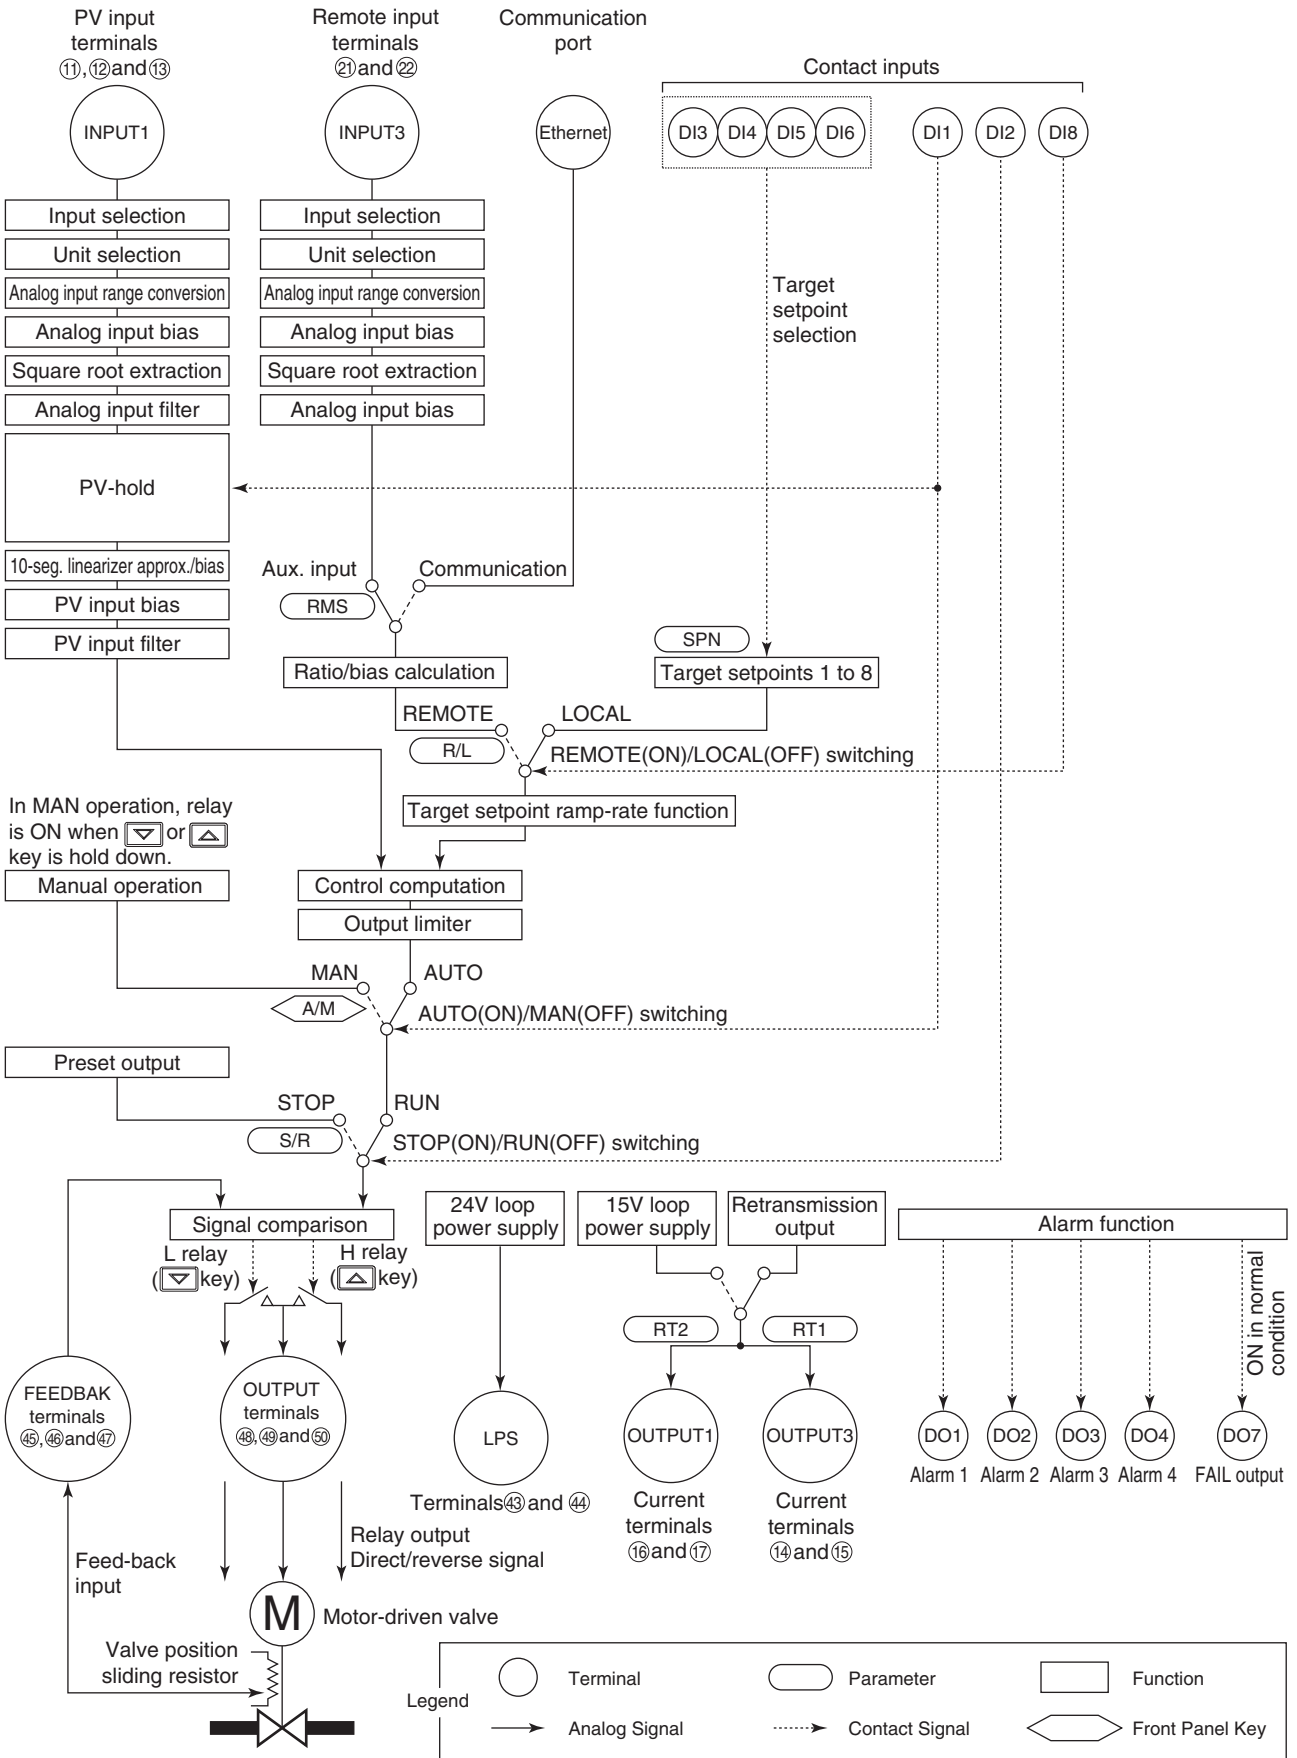 PV input
terminals
⑪, ⑫ and ⑬
Remote input
terminals
㉑ and ㉒
Communication
port
Contact inputs
INPUT1
INPUT3
Ethernet
DI3
DI4
DI5
DI6
DI1
DI2
DI8
Input selection
Unit selection
Analog input range conversion
Analog input bias
Square root extraction
Analog input filter
PV-hold
10-seg. linearizer approx./bias
PV input bias
PV input filter
Input selection
Unit selection
Analog input range conversion
Analog input bias
Square root extraction
Analog input bias
Target
setpoint
selection
Aux. input
Communication
RMS
Ratio/bias calculation
SPN
Target setpoints 1 to 8
REMOTE
LOCAL
R/L
REMOTE(ON)/LOCAL(OFF) switching
Target setpoint ramp-rate function
In MAN operation, relay
is ON when ▽ or △
key is hold down.
Manual operation
Control computation
Output limiter
MAN
AUTO
A/M
AUTO(ON)/MAN(OFF) switching
Preset output
STOP
RUN
S/R
STOP(ON)/RUN(OFF) switching
Signal comparison
L relay
(▽ key)
H relay
(△ key)
24V loop
power supply
15V loop
power supply
Retransmission
output
Alarm function
ON in normal
condition
RT2
RT1
FEEDBAK
terminals
㊺, ㊻ and ㊼
OUTPUT
terminals
㊽, ㊾ and ㊿
LPS
Terminals ㊸ and ㊹
OUTPUT1
Current
terminals
⑯ and ⑰
OUTPUT3
Current
terminals
⑭ and ⑮
DO1
DO2
DO3
DO4
DO7
Alarm 1
Alarm 2
Alarm 3
Alarm 4
FAIL output
Relay output
Direct/reverse signal
Feed-back
input
M
Motor-driven valve
Valve position
sliding resistor
Legend
Terminal
Parameter
Function
Analog Signal
Contact Signal
Front Panel Key